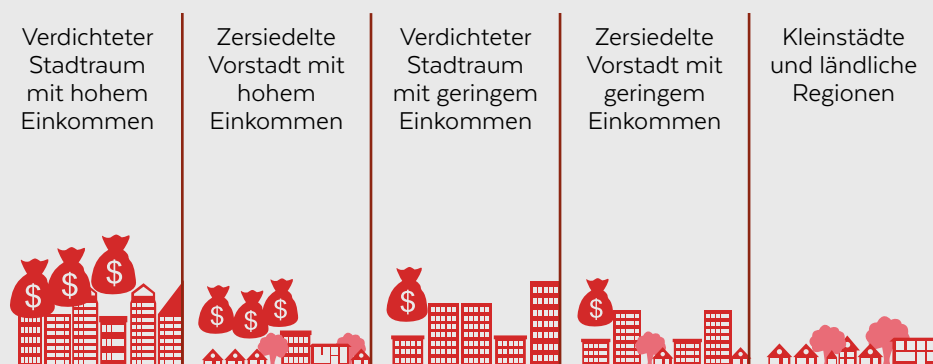 Verdichteter
Stadtraum
mit hohem
Einkommen
Zersiedelte
Vorstadt mit
hohem
Einkommen
Verdichteter
Stadtraum
mit geringem
Einkommen
Zersiedelte
Vorstadt mit
geringem
Einkommen
Kleinstädte
und ländliche
Regionen
$ $ $
$ $ $
$
$